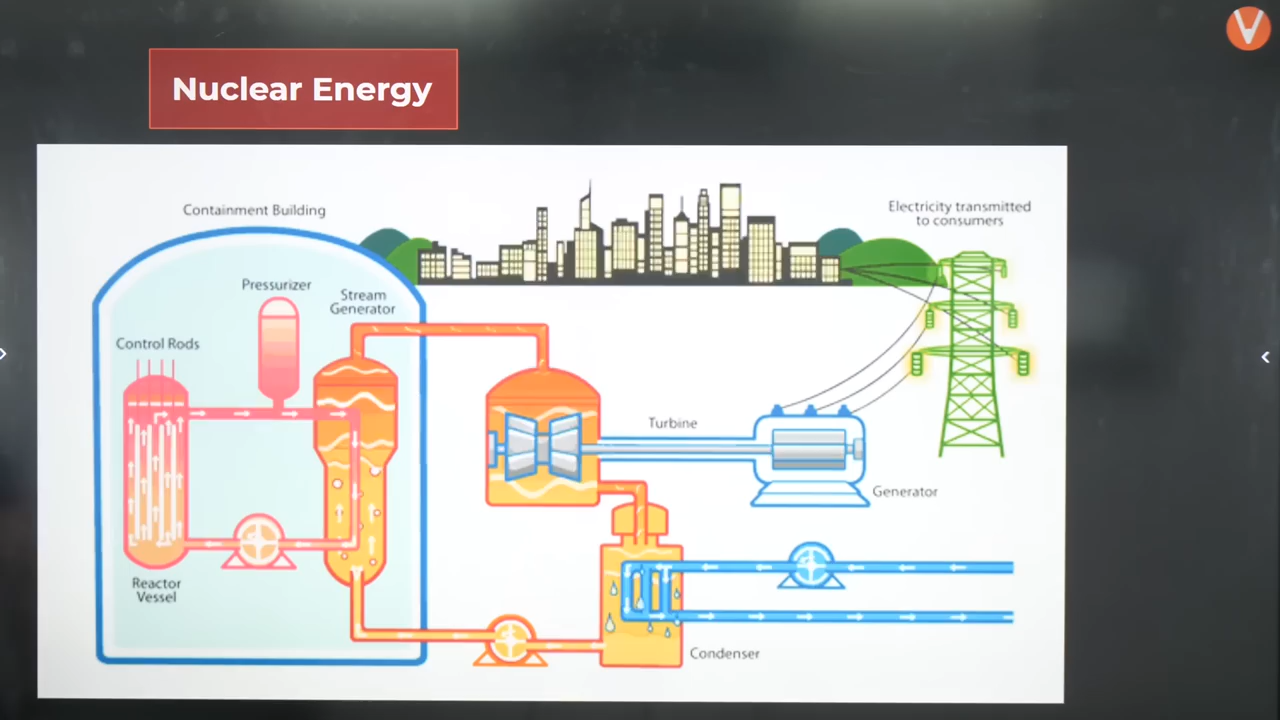 Nuclear Energy
Containment Building
Electricity transmitted
to consumers
Pressurizer
Stream
Generator
Control Rods
Turbine
Generator
Reactor
Vessel
Condenser